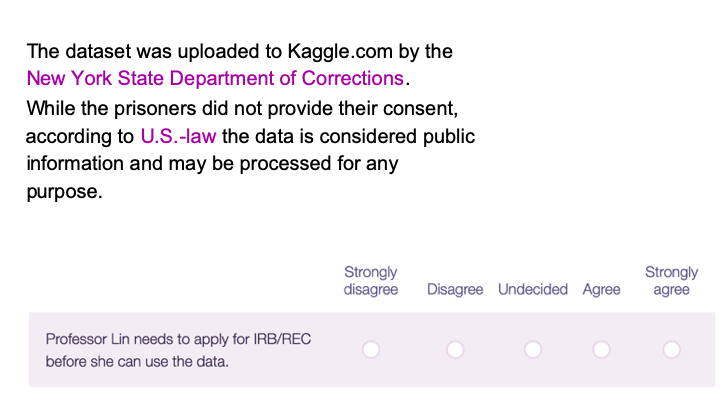 The dataset was uploaded to Kaggle.com by the
New York State Department of Corrections.
While the prisoners did not provide their consent,
according to U.S.-law the data is considered public
information and may be processed for any
purpose.
Strongly disagree Disagree Undecided Agree Strongly agree
Professor Lin needs to apply for IRB/REC
before she can use the data.